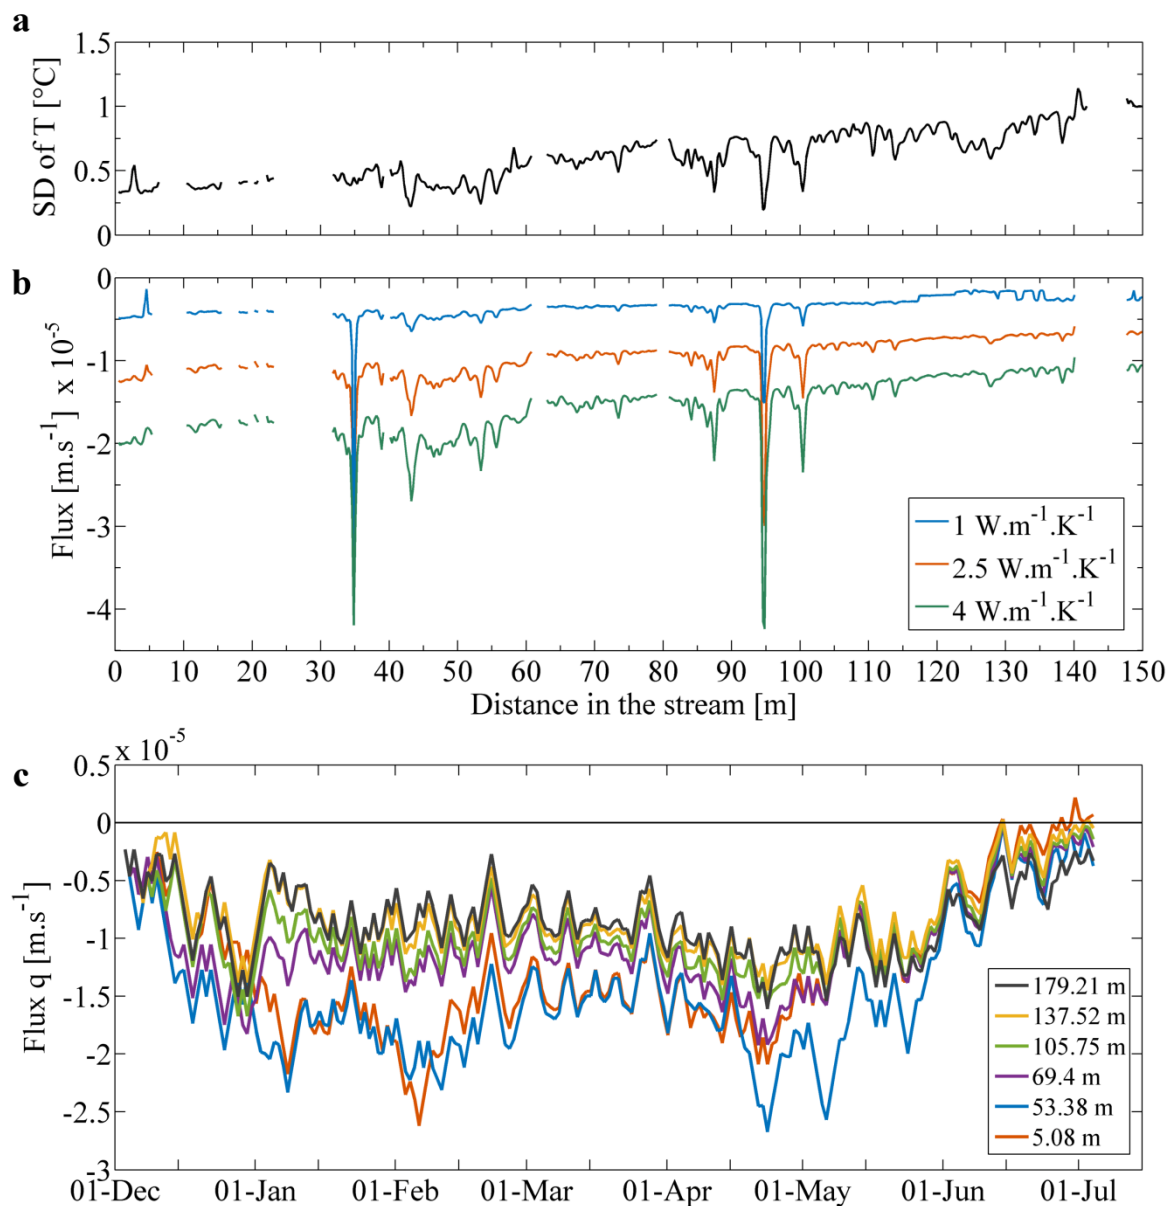 a
SD of T [°C]
1.5
1
0.5
0
b
Flux [m.s⁻¹] x 10⁻⁵
0
-1
-2
-3
-4
1 W.m⁻¹.K⁻¹
2.5 W.m⁻¹.K⁻¹
4 W.m⁻¹.K⁻¹
0 10 20 30 40 50 60 70 80 90 100 110 120 130 140 150
Distance in the stream [m]
x 10⁻⁵
c
Flux q [m.s⁻¹]
0.5
0
-0.5
-1
-1.5
-2
-2.5
-3
179.21 m
137.52 m
105.75 m
69.4 m
53.38 m
5.08 m
01-Dec 01-Jan 01-Feb 01-Mar 01-Apr 01-May 01-Jun 01-Jul